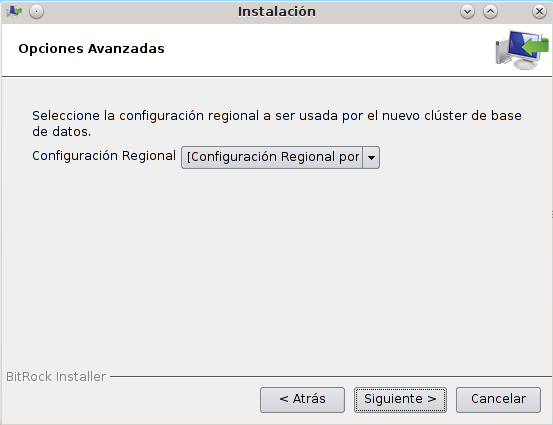 Instalación
Opciones Avanzadas
Seleccione la configuración regional a ser usada por el nuevo clúster de base
de datos.
Configuración Regional [Configuración Regional por
BitRock Installer
< Atrás Siguiente > Cancelar